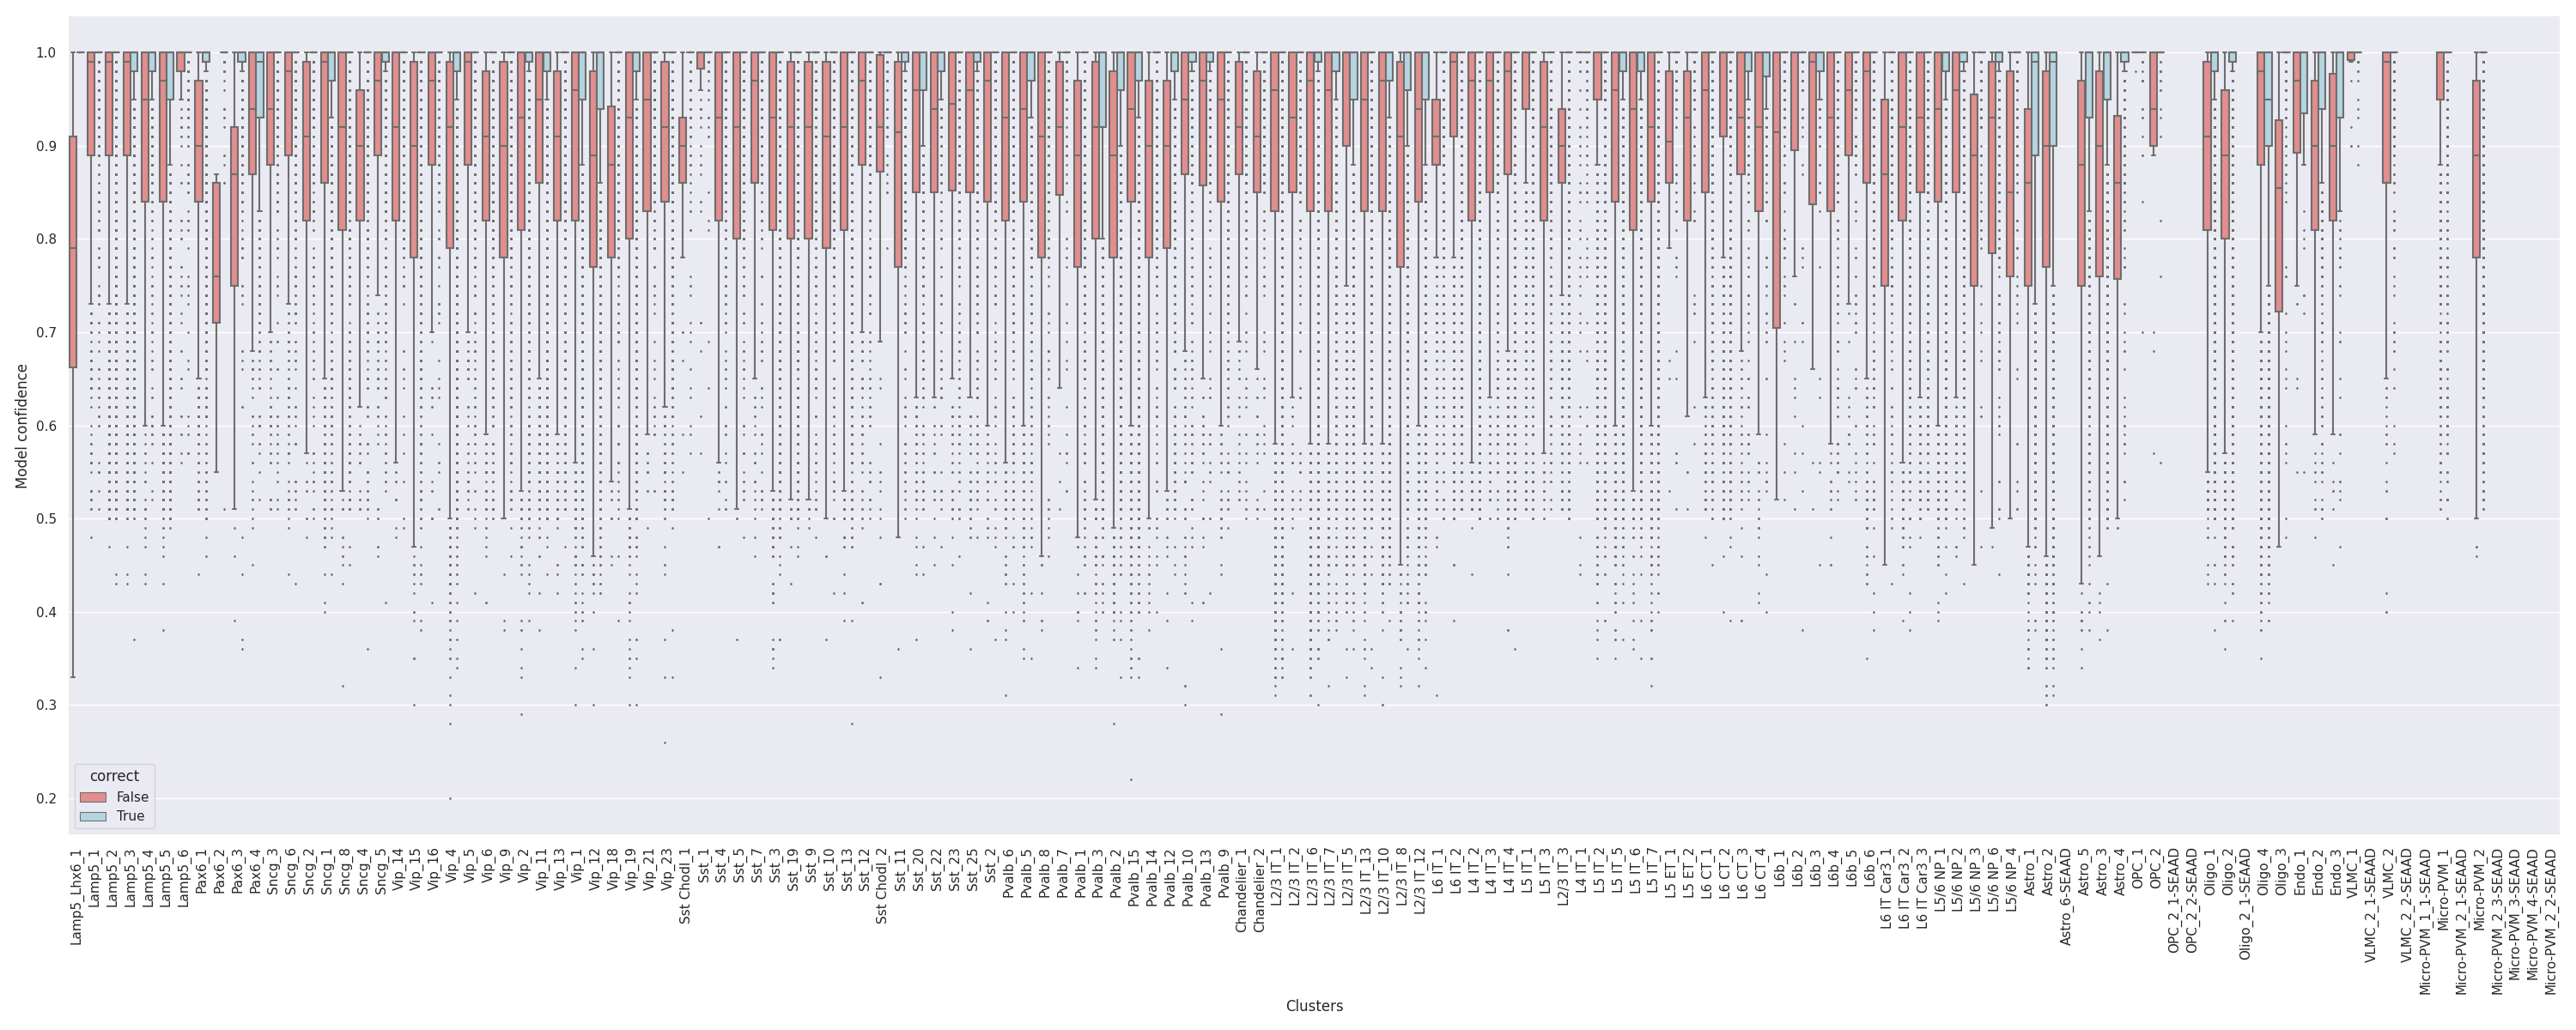 1.0
0.9
0.8
0.7
0.6
0.5
0.4
0.3
0.2
Model confidence
correct
False
True
Lamp5_Lhx6_1
Lamp5_1
Lamp5_2
Lamp5_3
Lamp5_4
Lamp5_5
Lamp5_6
Pax6_1
Pax6_2
Pax6_3
Pax6_4
Sncg_3
Sncg_6
Sncg_2
Sncg_1
Sncg_8
Sncg_4
Sncg_5
Vip_14
Vip_15
Vip_16
Vip_4
Vip_5
Vip_6
Vip_9
Vip_2
Vip_11
Vip_13
Vip_1
Vip_12
Vip_18
Vip_19
Vip_21
Vip_23
Sst Chodl_1
Sst_1
Sst_4
Sst_5
Sst_7
Sst_3
Sst_19
Sst_9
Sst_10
Sst_13
Sst_12
Sst Chodl_2
Sst_11
Sst_20
Sst_22
Sst_23
Sst_25
Sst_2
Pvalb_6
Pvalb_5
Pvalb_8
Pvalb_7
Pvalb_1
Pvalb_3
Pvalb_2
Pvalb_15
Pvalb_14
Pvalb_12
Pvalb_10
Pvalb_13
Pvalb_9
Chandelier_1
Chandelier_2
L2/3 IT_1
L2/3 IT_2
L2/3 IT_6
L2/3 IT_7
L2/3 IT_5
L2/3 IT_13
L2/3 IT_10
L2/3 IT_8
L2/3 IT_12
L6 IT_1
L6 IT_2
L4 IT_2
L4 IT_3
L4 IT_4
L5 IT_1
L5 IT_3
L2/3 IT_3
L4 IT_1
L5 IT_2
L5 IT_5
L5 IT_6
L5 IT_7
L5 ET_1
L5 ET_2
L6 CT_1
L6 CT_2
L6 CT_3
L6 CT_4
L6b_1
L6b_2
L6b_3
L6b_4
L6b_5
L6b_6
L6 IT Car3_1
L6 IT Car3_2
L6 IT Car3_3
L5/6 NP_1
L5/6 NP_2
L5/6 NP_3
L5/6 NP_6
L5/6 NP_4
Astro_1
Astro_2
Astro_6-SEAAD
Astro_5
Astro_3
Astro_4
OPC_1
OPC_2
OPC_2_1-SEAAD
OPC_2_2-SEAAD
Oligo_1
Oligo_2
Oligo_2_1-SEAAD
Oligo_4
Oligo_3
Endo_1
Endo_2
Endo_3
VLMC_1
VLMC_2_1-SEAAD
VLMC_2
VLMC_2_2-SEAAD
Micro-PVM_1_1-SEAAD
Micro-PVM_1
Micro-PVM_2_1-SEAAD
Micro-PVM_2
Micro-PVM_2_3-SEAAD
Micro-PVM_3-SEAAD
Micro-PVM_4-SEAAD
Micro-PVM_2_2-SEAAD
Clusters